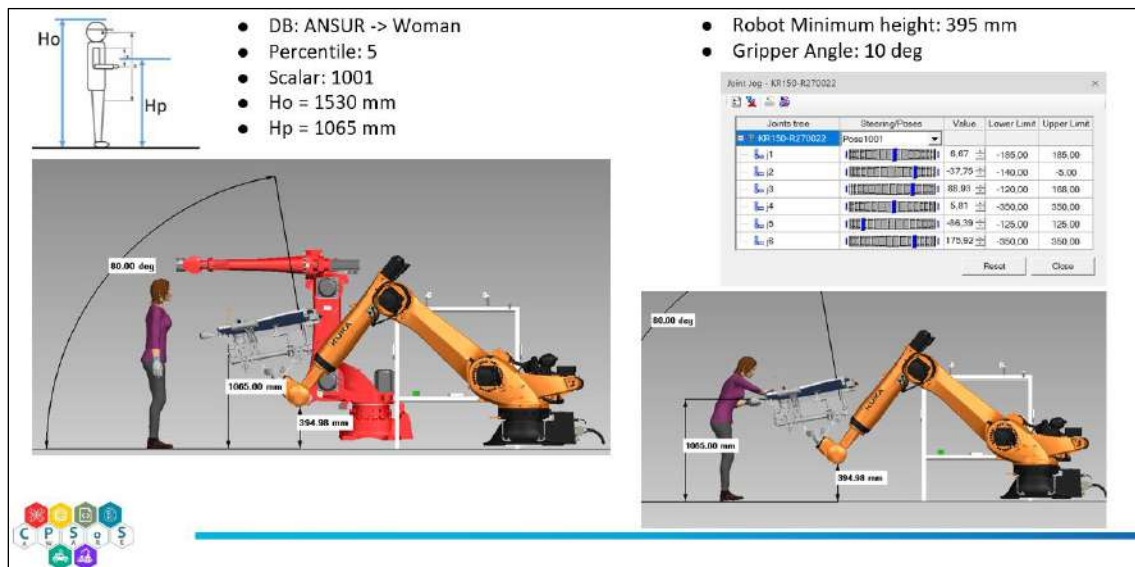 Ho
Hp
● DB: ANSUR -> Woman
● Percentile: 5
● Scalar: 1001
● Ho = 1530 mm
● Hp = 1065 mm
80.00 deg
KUKA
1065.00 mm
394.98 mm
● Robot Minimum height: 395 mm
● Gripper Angle: 10 deg
Joint Jog - KR150-R270022
Joints tree Steering/Poses Value Lower Limit Upper Limit
KR150-R270022 Pose1001
j1 6,67 -185,00 185,00
j2 -37,75 -140,00 -5,00
j3 88,93 -120,00 168,00
j4 5,81 -350,00 350,00
j5 -86,39 -125,00 125,00
j6 175,92 -350,00 350,00
Reset Close
80.00 deg
KUKA
1065.00 mm
394.98 mm
C P S o S